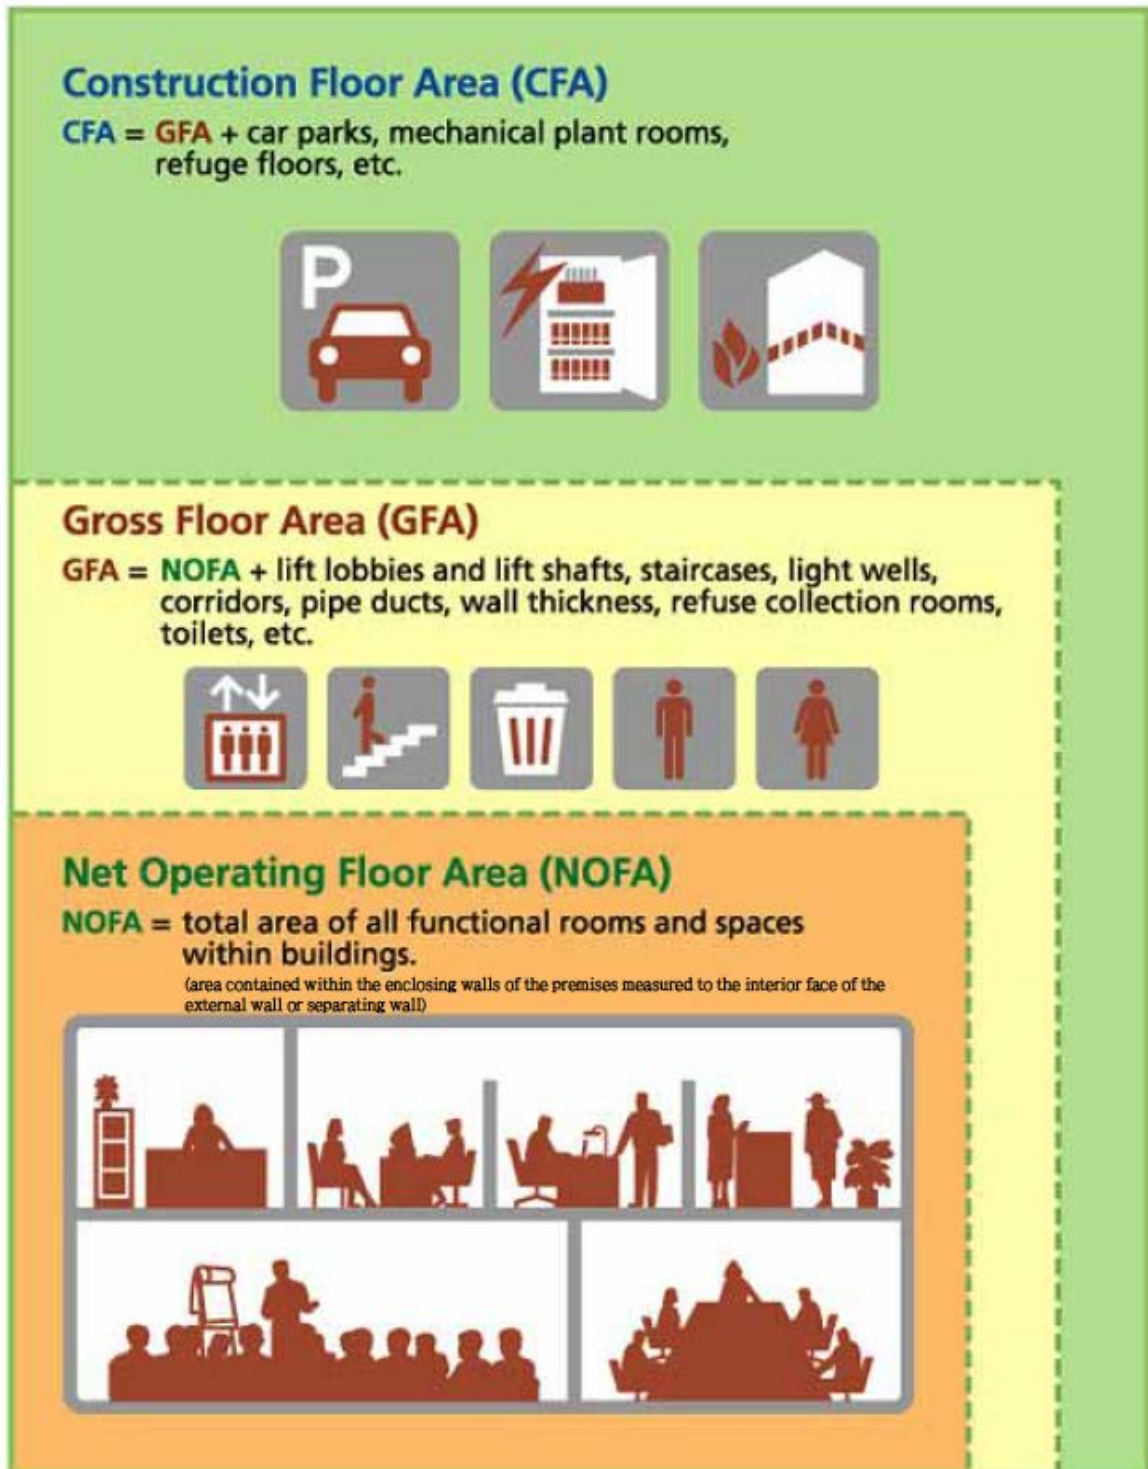 Construction Floor Area (CFA)
CFA = GFA + car parks, mechanical plant rooms,
refuge floors, etc.
P
Gross Floor Area (GFA)
GFA = NOFA + lift lobbies and lift shafts, staircases, light wells,
corridors, pipe ducts, wall thickness, refuse collection rooms,
toilets, etc.
Net Operating Floor Area (NOFA)
NOFA = total area of all functional rooms and spaces
within buildings.
(area contained within the enclosing walls of the premises measured to the interior face of the
external wall or separating wall)